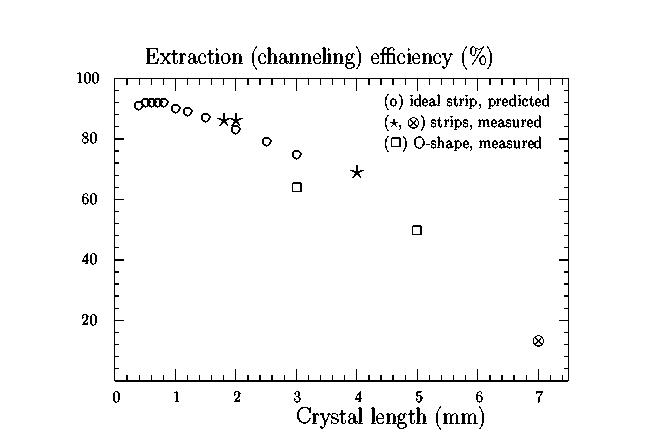 Extraction (channeling) efficiency (%)
100
80
60
40
20
(o) ideal strip, predicted
(★, ⊗) strips, measured
(□) O-shape, measured
0 1 2 3 4 5 6 7
Crystal length (mm)